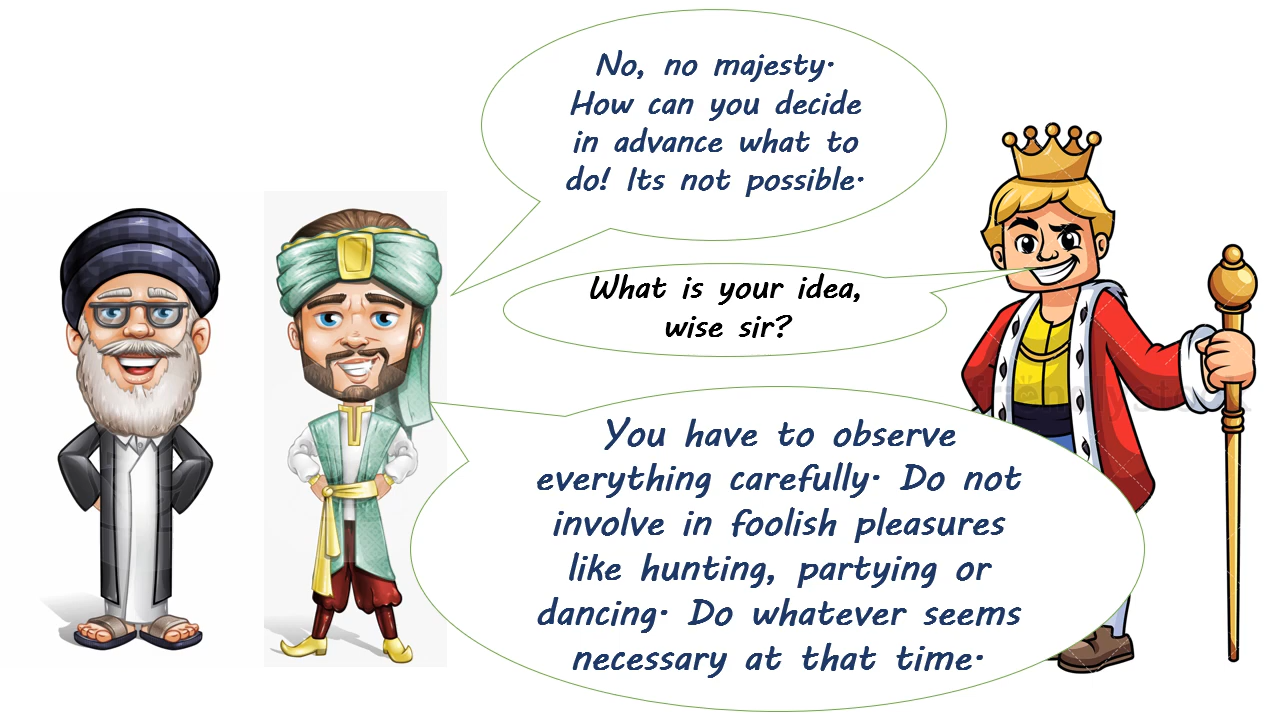 No, no majesty.
How can you decide
in advance what to
do! Its not possible.
What is your idea,
wise sir?
You have to observe
everything carefully. Do not
involve in foolish pleasures
like hunting, partying or
dancing. Do whatever seems
necessary at that time.